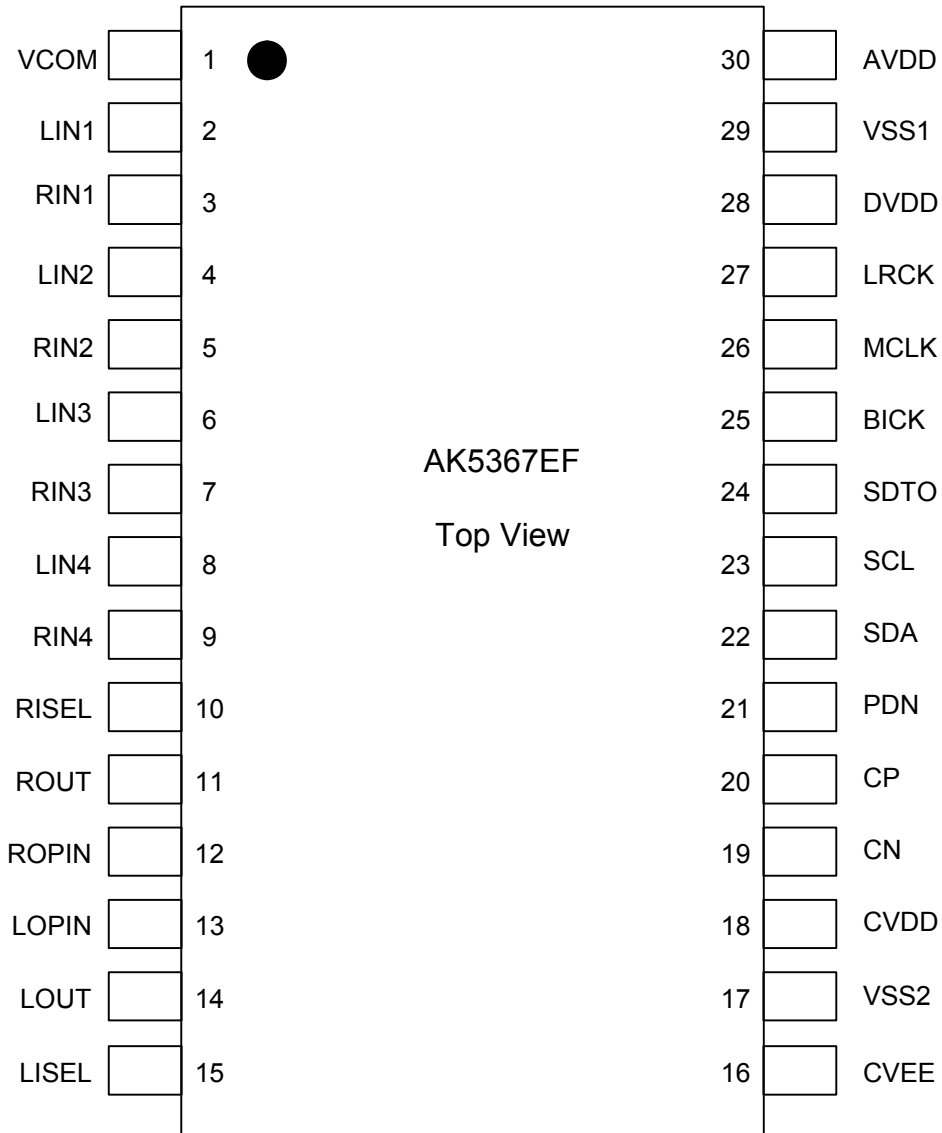 VCOM 1 30 AVDD
LIN1 2 29 VSS1
RIN1 3 28 DVDD
LIN2 4 27 LRCK
RIN2 5 26 MCLK
LIN3 6 25 BICK
AK5367EF
RIN3 7 24 SDTO
Top View
LIN4 8 23 SCL
RIN4 9 22 SDA
RISEL 10 21 PDN
ROUT 11 20 CP
ROPIN 12 19 CN
LOPIN 13 18 CVDD
LOUT 14 17 VSS2
LISEL 15 16 CVEE